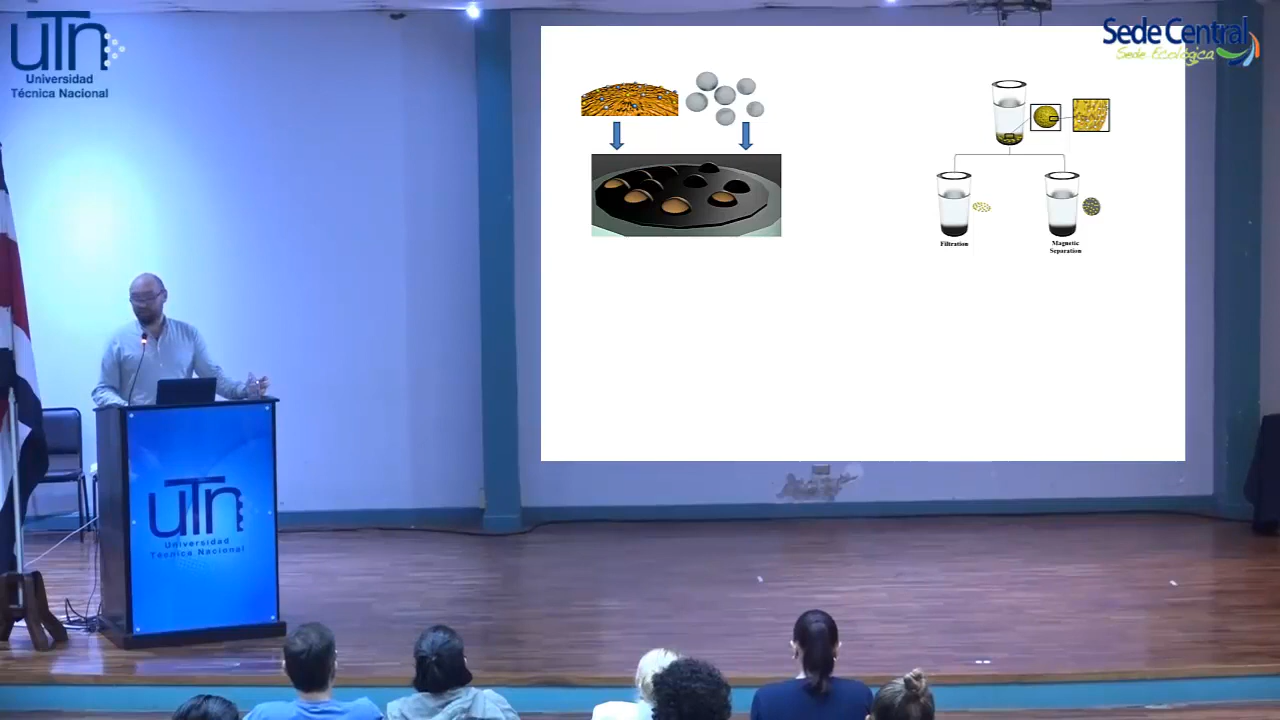 uTn
Universidad
Técnica Nacional
Sede Central
Sede Ecológica
Filtration
Magnetic
Separation
uTn
Universidad
Técnica Nacional